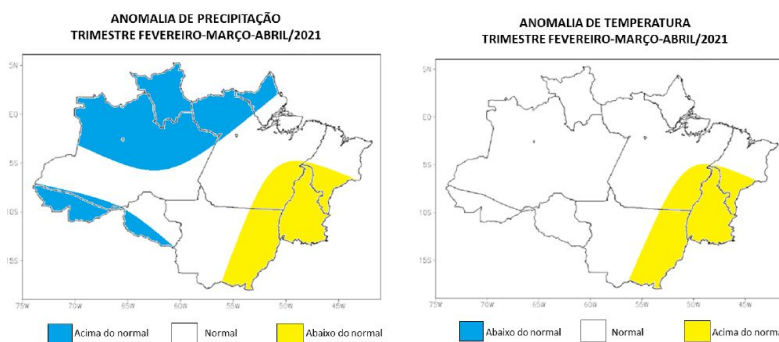 ANOMALIA DE PRECIPITAÇÃO
TRIMESTRE FEVEREIRO-MARÇO-ABRIL/2021
5N
EQ
5S
10S
15S
75W 70W 65W 60W 55W 50W 45W
Acima do normal Normal Abaixo do normal
ANOMALIA DE TEMPERATURA
TRIMESTRE FEVEREIRO-MARÇO-ABRIL/2021
5N
EQ
5S
10S
15S
75W 70W 65W 60W 55W 50W 45W
Abaixo do normal Normal Acima do normal